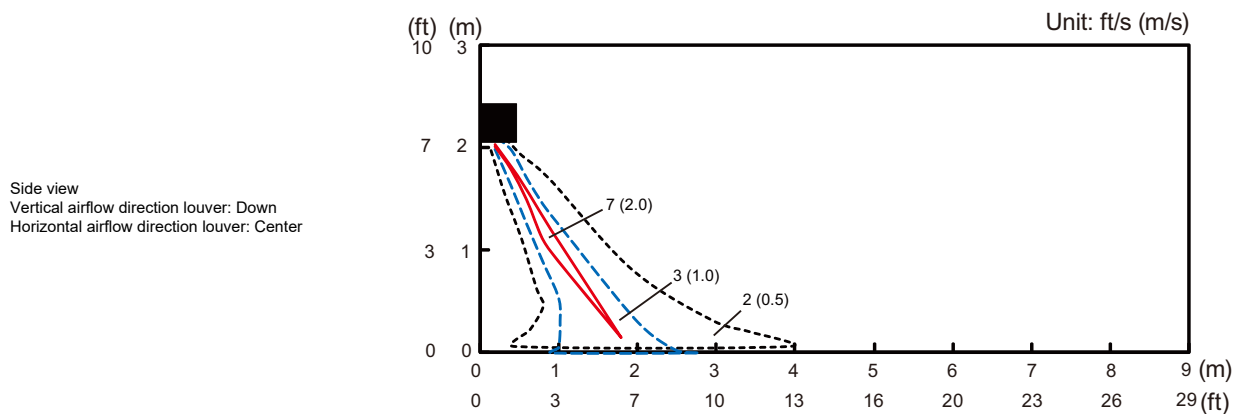 (ft) (m)
Unit: ft/s (m/s)
10 3
7 2
Side view
Vertical airflow direction louver: Down
Horizontal airflow direction louver: Center
7 (2.0)
3 1
3 (1.0)
2 (0.5)
0 0
0 1 2 3 4 5 6 7 8 9 (m)
0 3 7 10 13 16 20 23 26 29 (ft)